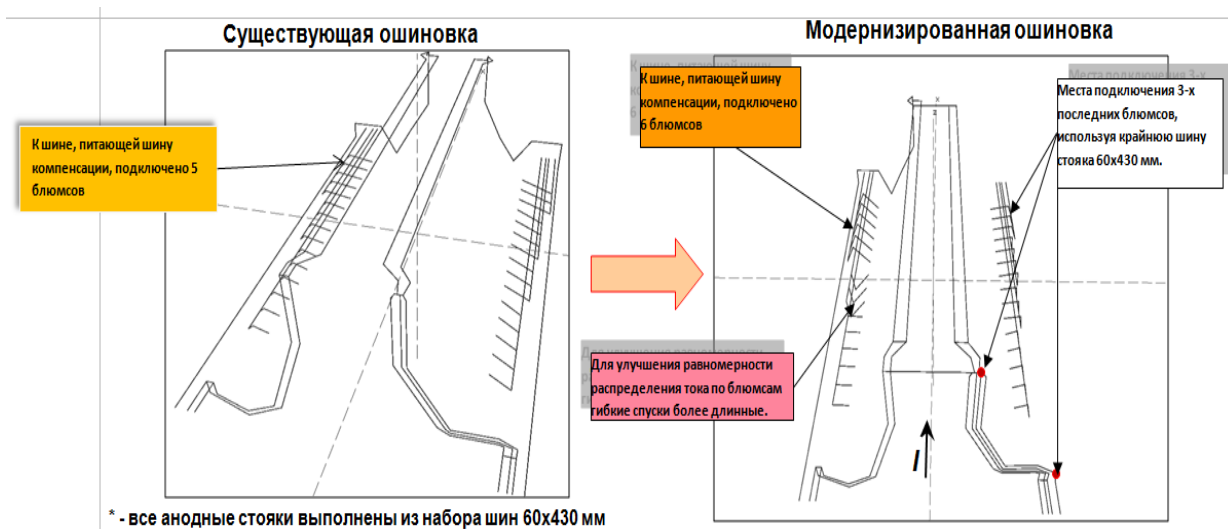 Существующая ошиновка
Модернизированная ошиновка
К шине, питающей шину
компенсации, подключено 5
блюмсов
К шине, питающей шину
компенсации, подключено
6 блюмсов
Места подключения 3-х
последних блюмсов,
используя крайнюю шину
стояка 60х430 мм.
Для улучшения равномерности
распределения тока по блюмсам
гибкие спуски более длинные.
I
* - все анодные стояки выполнены из набора шин 60х430 мм